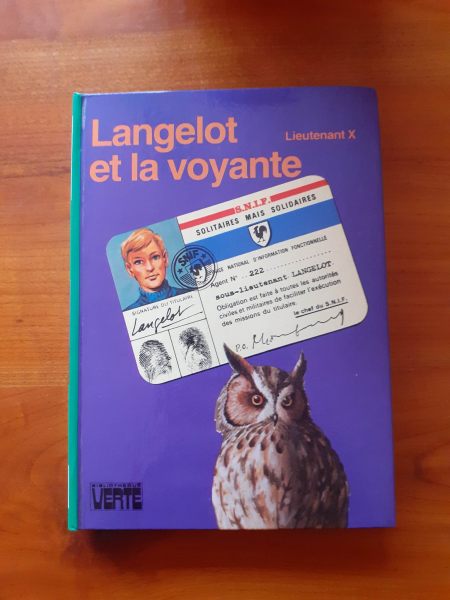 Langelot
Lieutenant X
et la voyante
S.N.I.F.
SOLITAIRES MAIS SOLIDAIRES
SNIF
SERVICE NATIONAL D'INFORMATION FONCTIONNELLE
Agent N° . 222 ..............
sous-lieutenant LANGELOT.
Obligation est faite à toutes les autorités
civiles et militaires de faciliter l'exécution
des missions du titulaire.
le chef du S.N.I.F.
SIGNATURE DU TITULAIRE
Langelot
P.O.
BIBLIOTHEQUE
VERTE